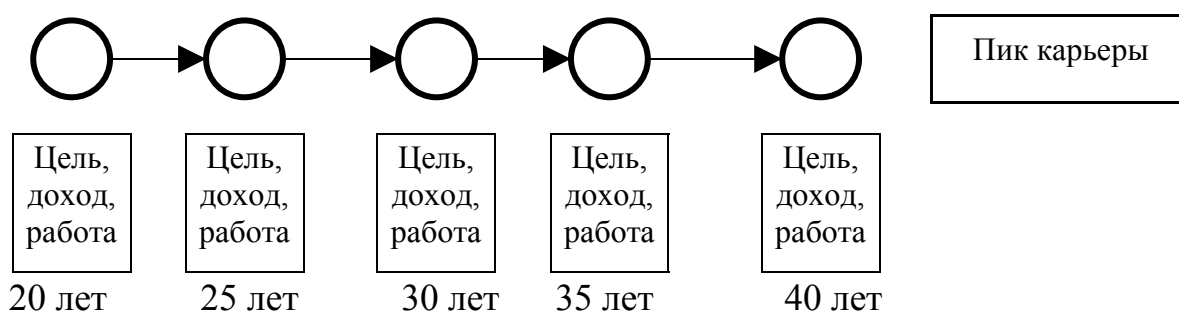 Пик карьеры
Цель,
доход,
работа
Цель,
доход,
работа
Цель,
доход,
работа
Цель,
доход,
работа
Цель,
доход,
работа
20 лет
25 лет
30 лет
35 лет
40 лет